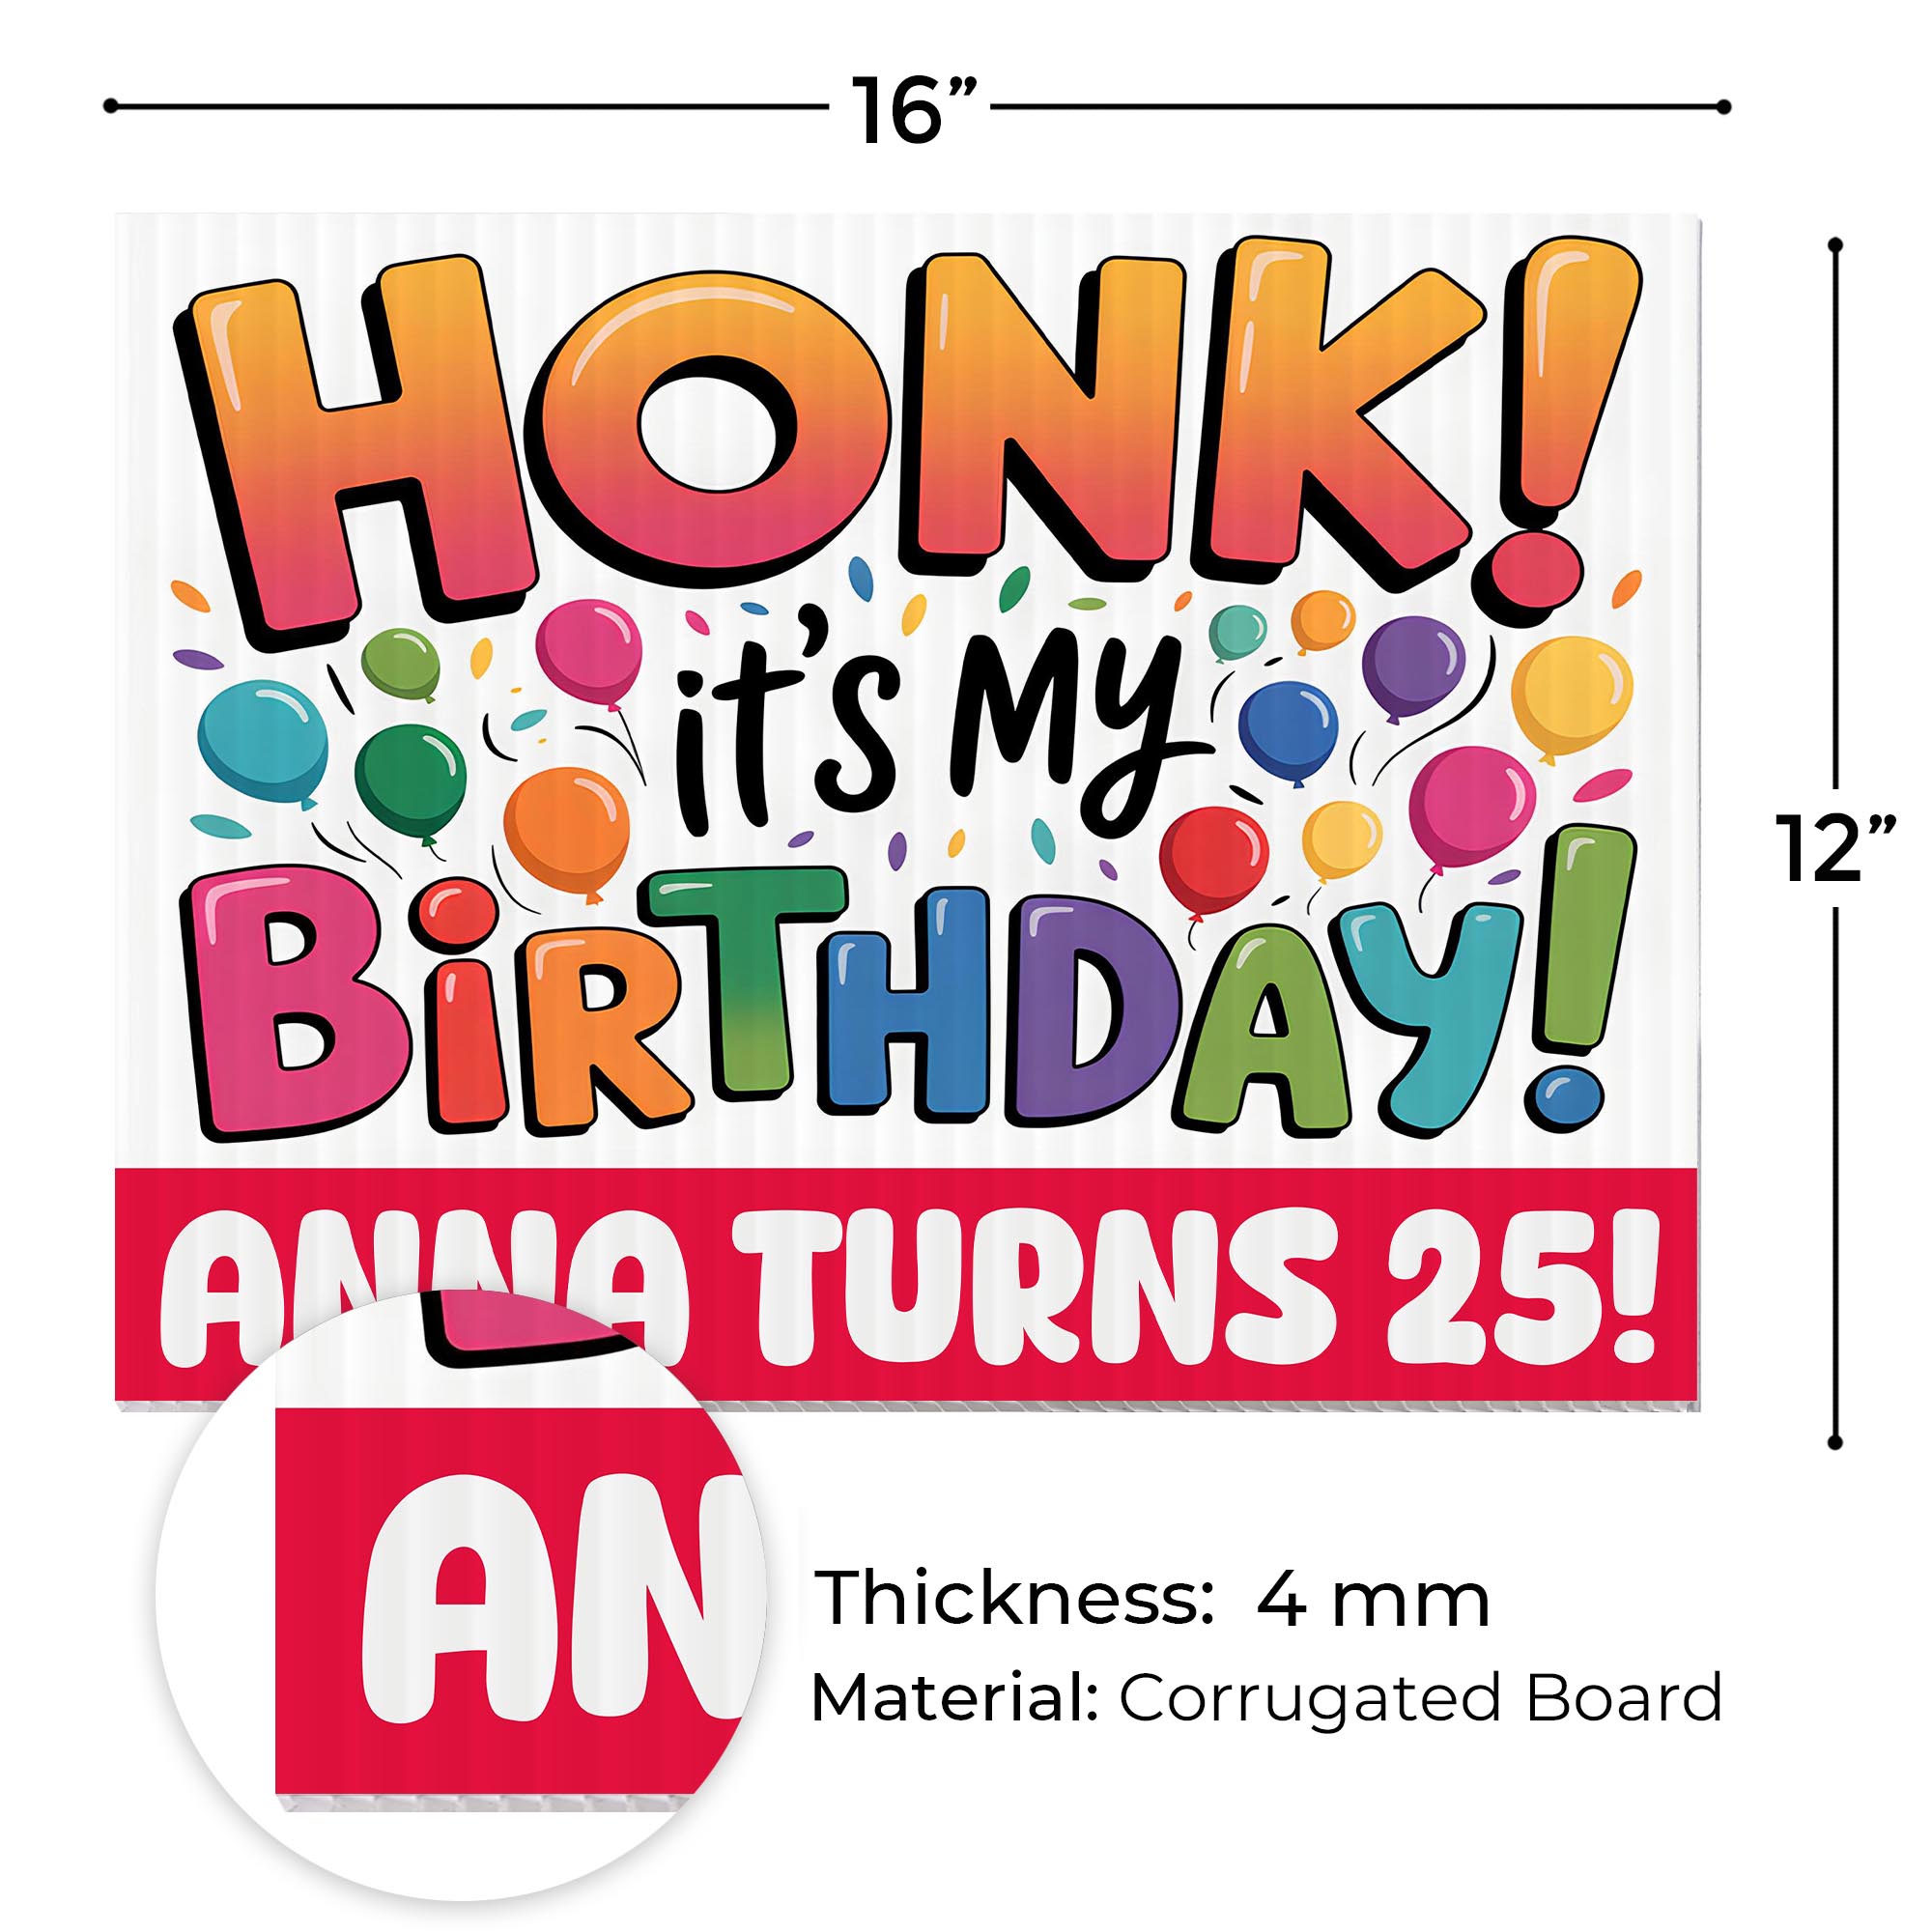 16”
HONK!
it's My
BiRTHDAY!
12”
ANNA TURNS 25!
AN
Thickness: 4 mm
Material: Corrugated Board